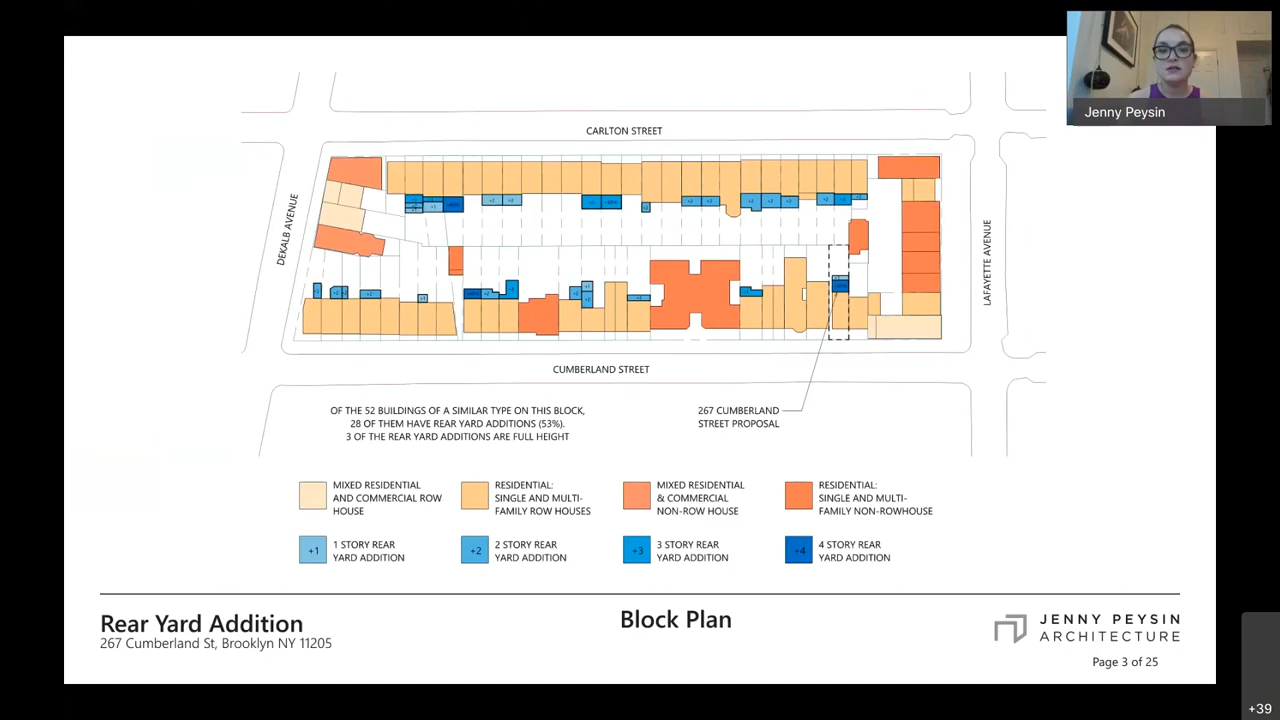 Jenny Peysin
CARLTON STREET
DEKALB AVENUE
LAFAYETTE AVENUE
CUMBERLAND STREET
OF THE 52 BUILDINGS OF A SIMILAR TYPE ON THIS BLOCK,
28 OF THEM HAVE REAR YARD ADDITIONS (53%).
3 OF THE REAR YARD ADDITIONS ARE FULL HEIGHT
267 CUMBERLAND
STREET PROPOSAL
MIXED RESIDENTIAL
AND COMMERCIAL ROW
HOUSE
RESIDENTIAL:
SINGLE AND MULTI-
FAMILY ROW HOUSES
MIXED RESIDENTIAL
& COMMERCIAL
NON-ROW HOUSE
RESIDENTIAL:
SINGLE AND MULTI-
FAMILY NON-ROWHOUSE
+1
1 STORY REAR
YARD ADDITION
+2
2 STORY REAR
YARD ADDITION
+3
3 STORY REAR
YARD ADDITION
+4
4 STORY REAR
YARD ADDITION
Rear Yard Addition
267 Cumberland St, Brooklyn NY 11205
Block Plan
JENNY PEYSIN
ARCHITECTURE
Page 3 of 25
+39